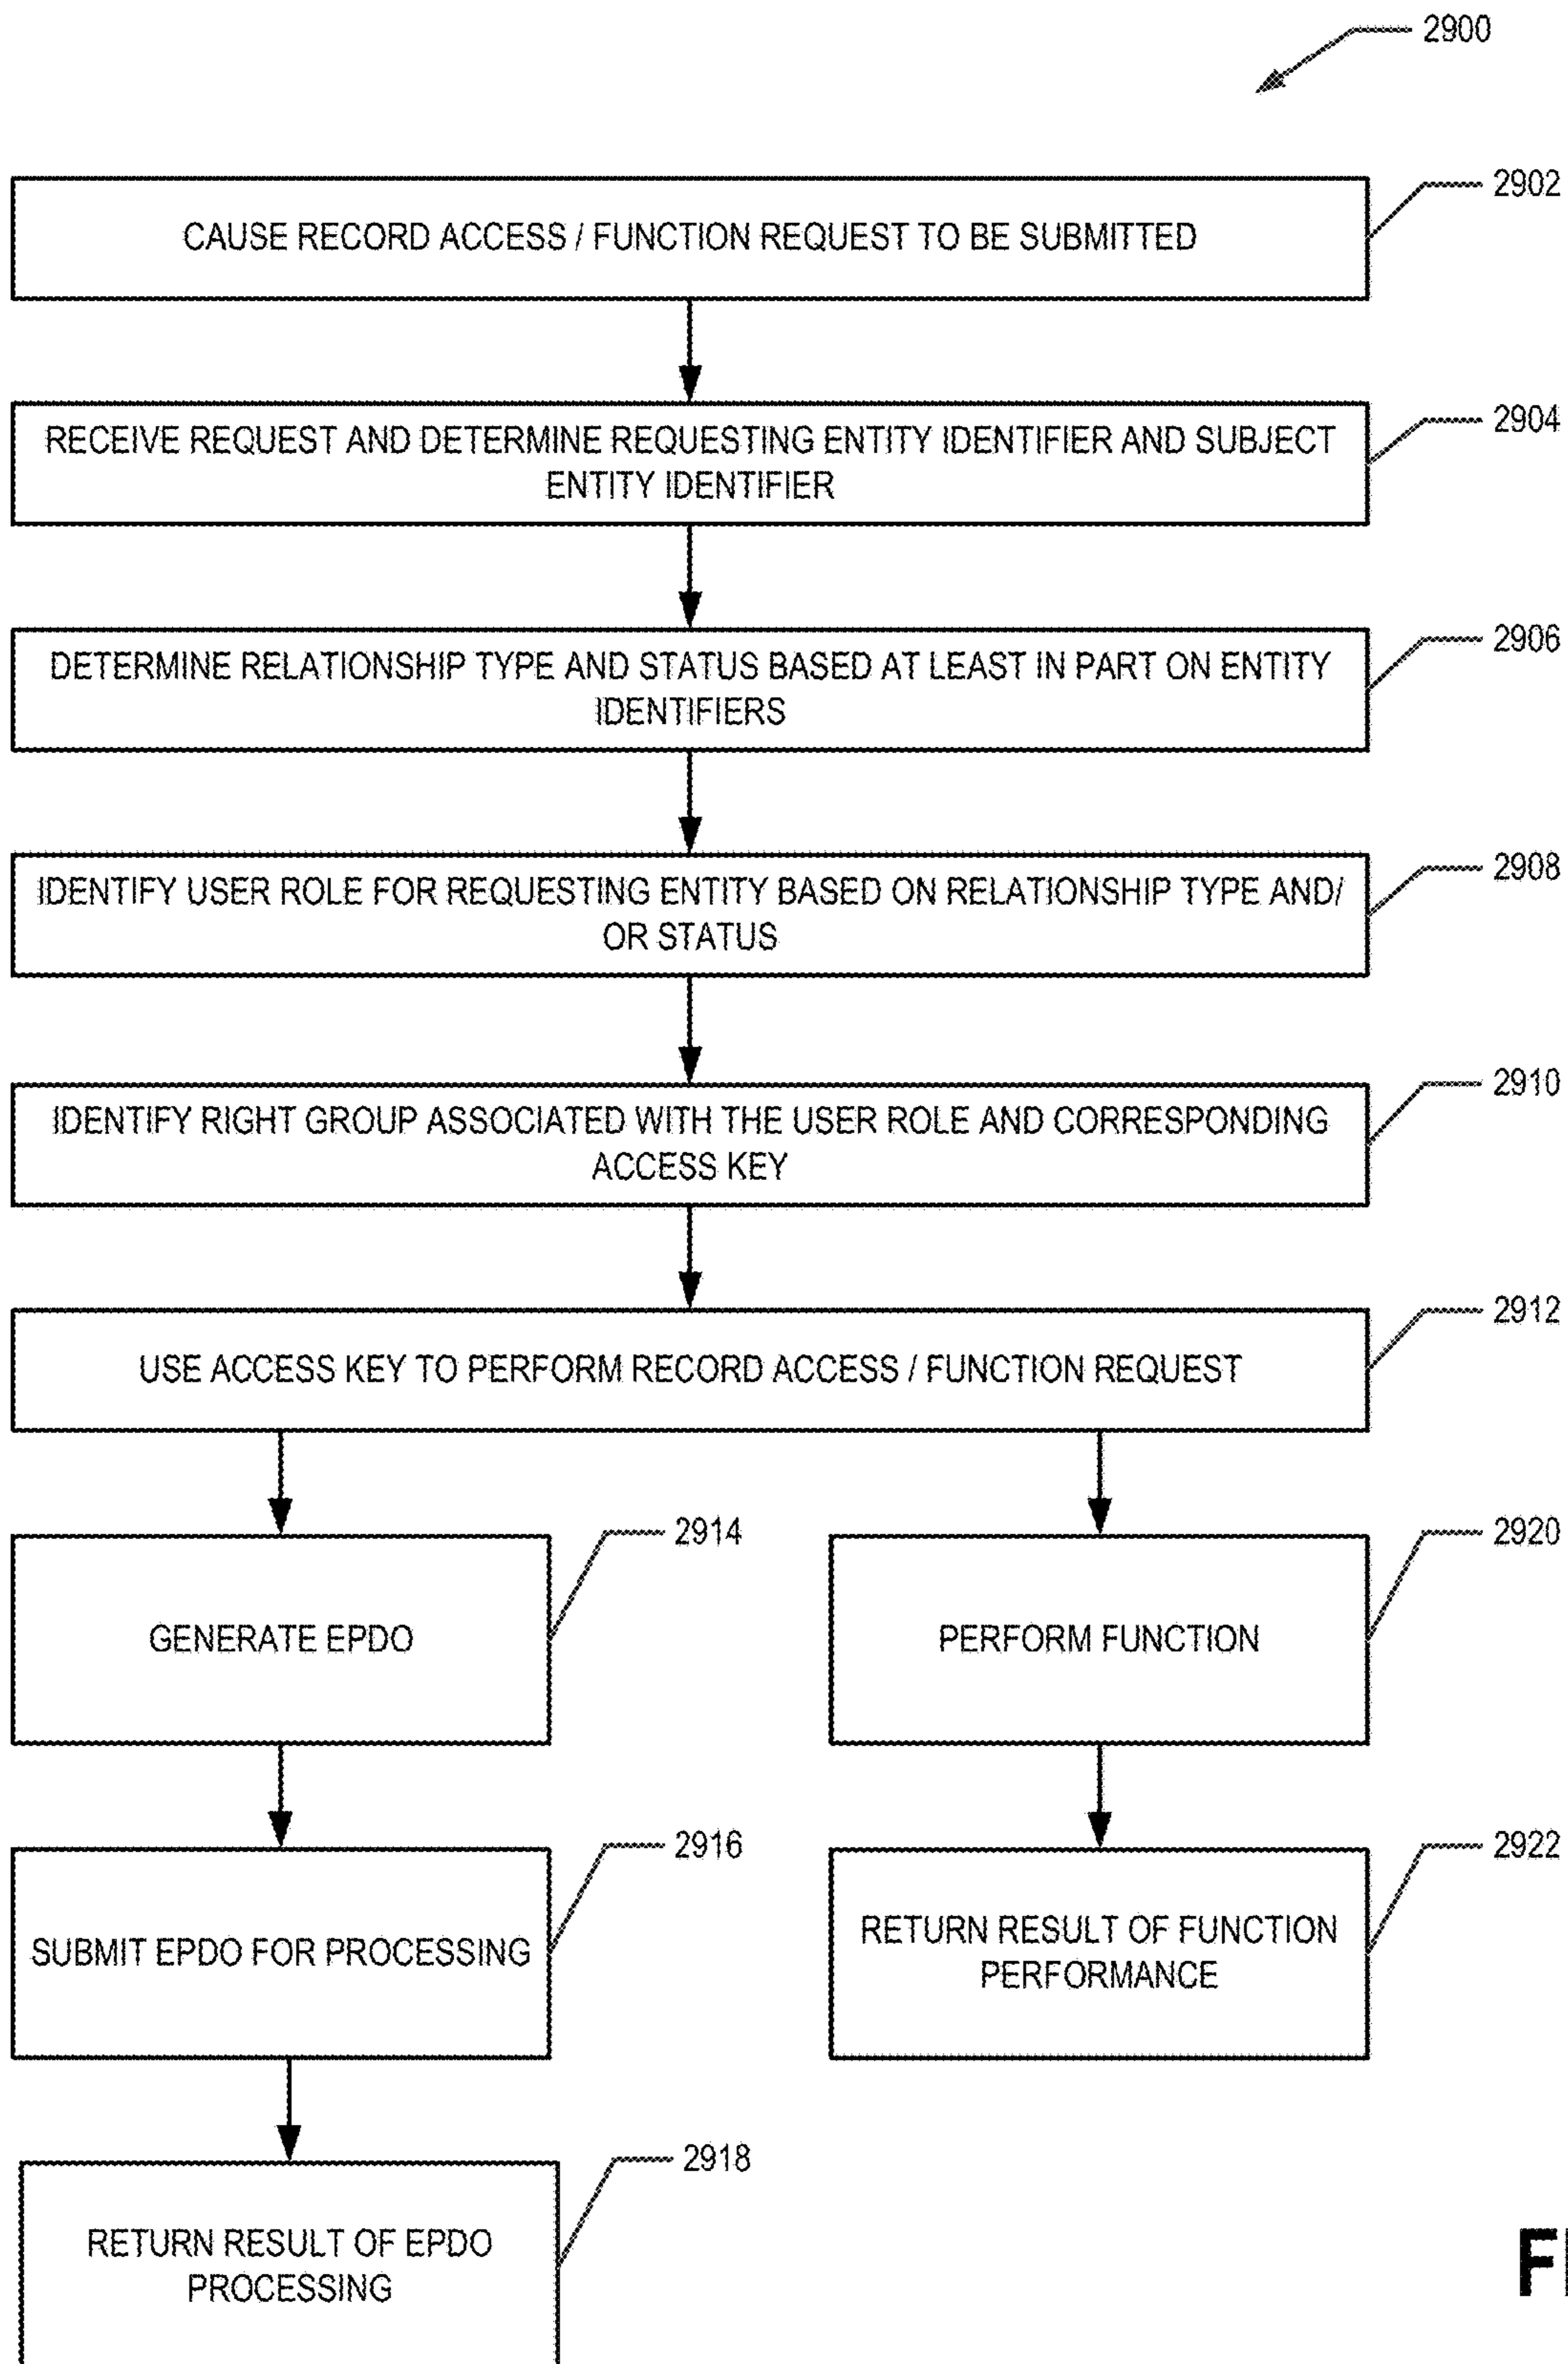 2900
CAUSE RECORD ACCESS / FUNCTION REQUEST TO BE SUBMITTED
2902
RECEIVE REQUEST AND DETERMINE REQUESTING ENTITY IDENTIFIER AND SUBJECT
ENTITY IDENTIFIER
2904
DETERMINE RELATIONSHIP TYPE AND STATUS BASED AT LEAST IN PART ON ENTITY
IDENTIFIERS
2906
IDENTIFY USER ROLE FOR REQUESTING ENTITY BASED ON RELATIONSHIP TYPE AND/
OR STATUS
2908
IDENTIFY RIGHT GROUP ASSOCIATED WITH THE USER ROLE AND CORRESPONDING
ACCESS KEY
2910
USE ACCESS KEY TO PERFORM RECORD ACCESS / FUNCTION REQUEST
2912
GENERATE EPDO
2914
PERFORM FUNCTION
2920
SUBMIT EPDO FOR PROCESSING
2916
RETURN RESULT OF FUNCTION
PERFORMANCE
2922
RETURN RESULT OF EPDO
PROCESSING
2918